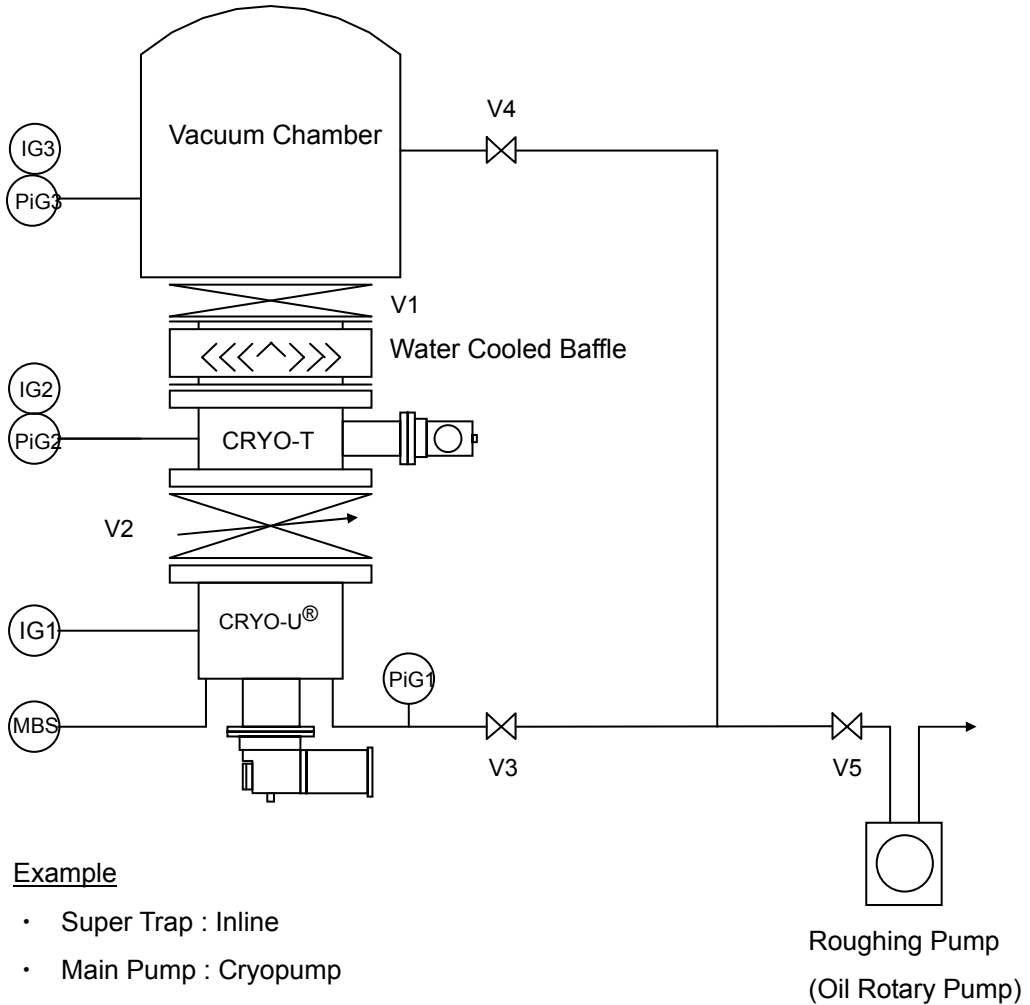 V4
Vacuum Chamber
IG3
PiG3
V1
Water Cooled Baffle
IG2
PiG2
CRYO-T
V2
CRYO-U®
IG1
PiG1
MBS
V3
V5
Example
・ Super Trap : Inline
・ Main Pump : Cryopump
Roughing Pump
(Oil Rotary Pump)